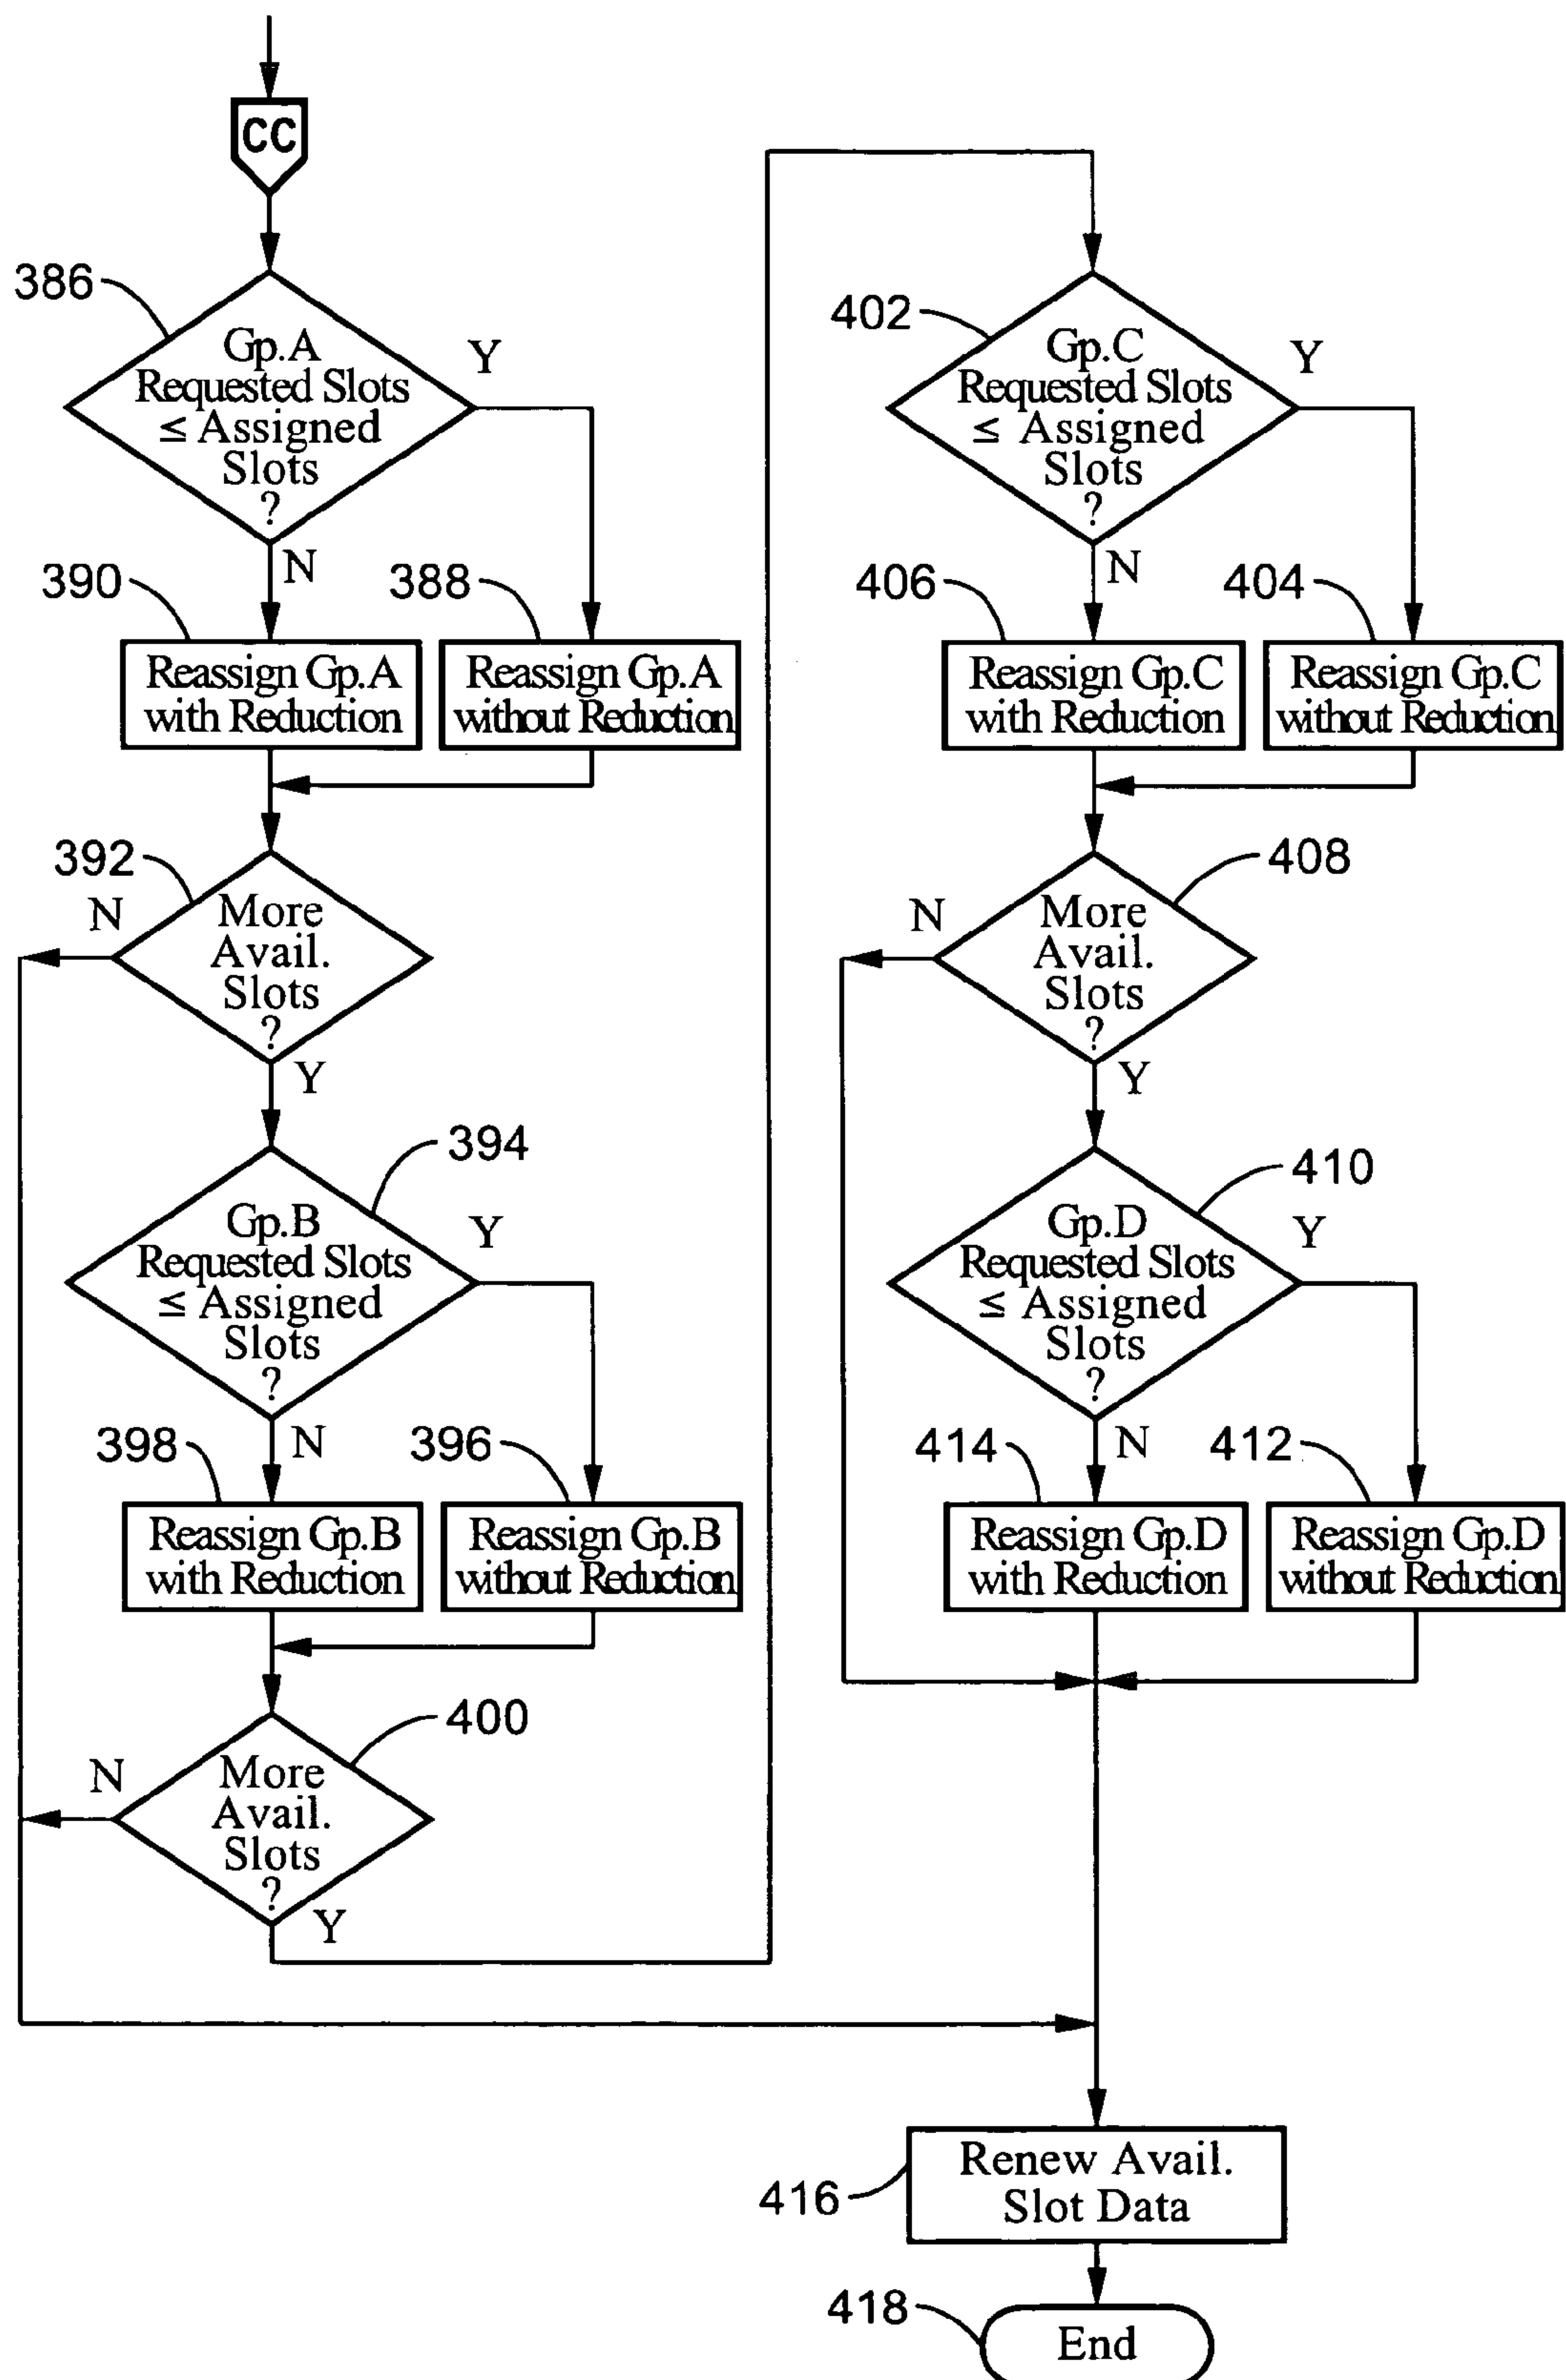 CC
386
Gp.A
Requested Slots
≤ Assigned
Slots
?
Y
N
390
388
Reassign Gp.A
with Reduction
Reassign Gp.A
without Reduction
392
N
More
Avail.
Slots
?
Y
394
Gp.B
Requested Slots
≤ Assigned
Slots
?
Y
N
398
396
Reassign Gp.B
with Reduction
Reassign Gp.B
without Reduction
400
N
More
Avail.
Slots
?
Y
402
Gp.C
Requested Slots
≤ Assigned
Slots
?
Y
N
406
404
Reassign Gp.C
with Reduction
Reassign Gp.C
without Reduction
408
N
More
Avail.
Slots
?
Y
410
Gp.D
Requested Slots
≤ Assigned
Slots
?
Y
N
414
412
Reassign Gp.D
with Reduction
Reassign Gp.D
without Reduction
416
Renew Avail.
Slot Data
418
End